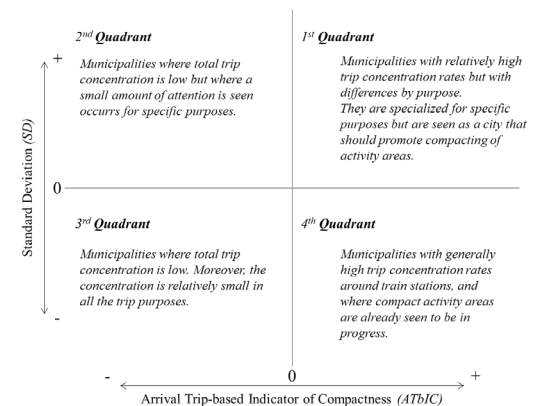 2nd Quadrant
Municipalities where total trip
concentration is low but where a
small amount of attention is seen
occurrs for specific purposes.
1st Quadrant
Municipalities with relatively high
trip concentration rates but with
differences by purpose.
They are specialized for specific
purposes but are seen as a city that
should promote compacting of
activity areas.
+
Standard Deviation (SD)
0
-
3rd Quadrant
Municipalities where total trip
concentration is low. Moreover, the
concentration is relatively small in
all the trip purposes.
4th Quadrant
Municipalities with generally
high trip concentration rates
around train stations, and
where compact activity areas
are already seen to be in
progress.
- 0 +
Arrival Trip-based Indicator of Compactness (ATbIC)